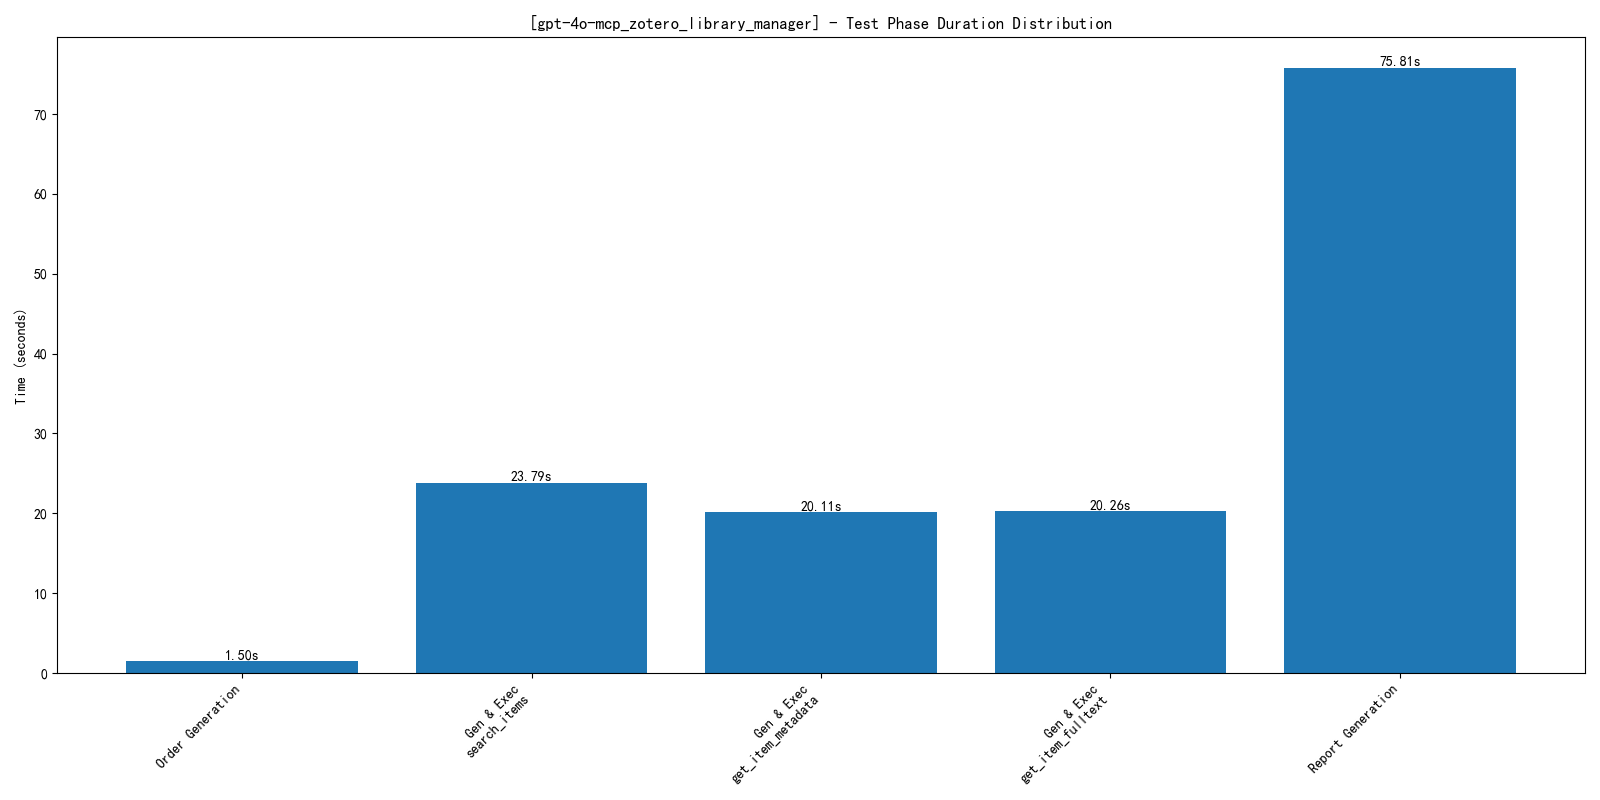 [gpt-4o-mcp_zotero_library_manager] - Test Phase Duration Distribution
Time (seconds)
70
60
50
40
30
20
10
0
1.50s
23.79s
20.11s
20.26s
75.81s
Order Generation
Gen & Exec
search_items
Gen & Exec
get_item_metadata
Gen & Exec
get_item_fulltext
Report Generation